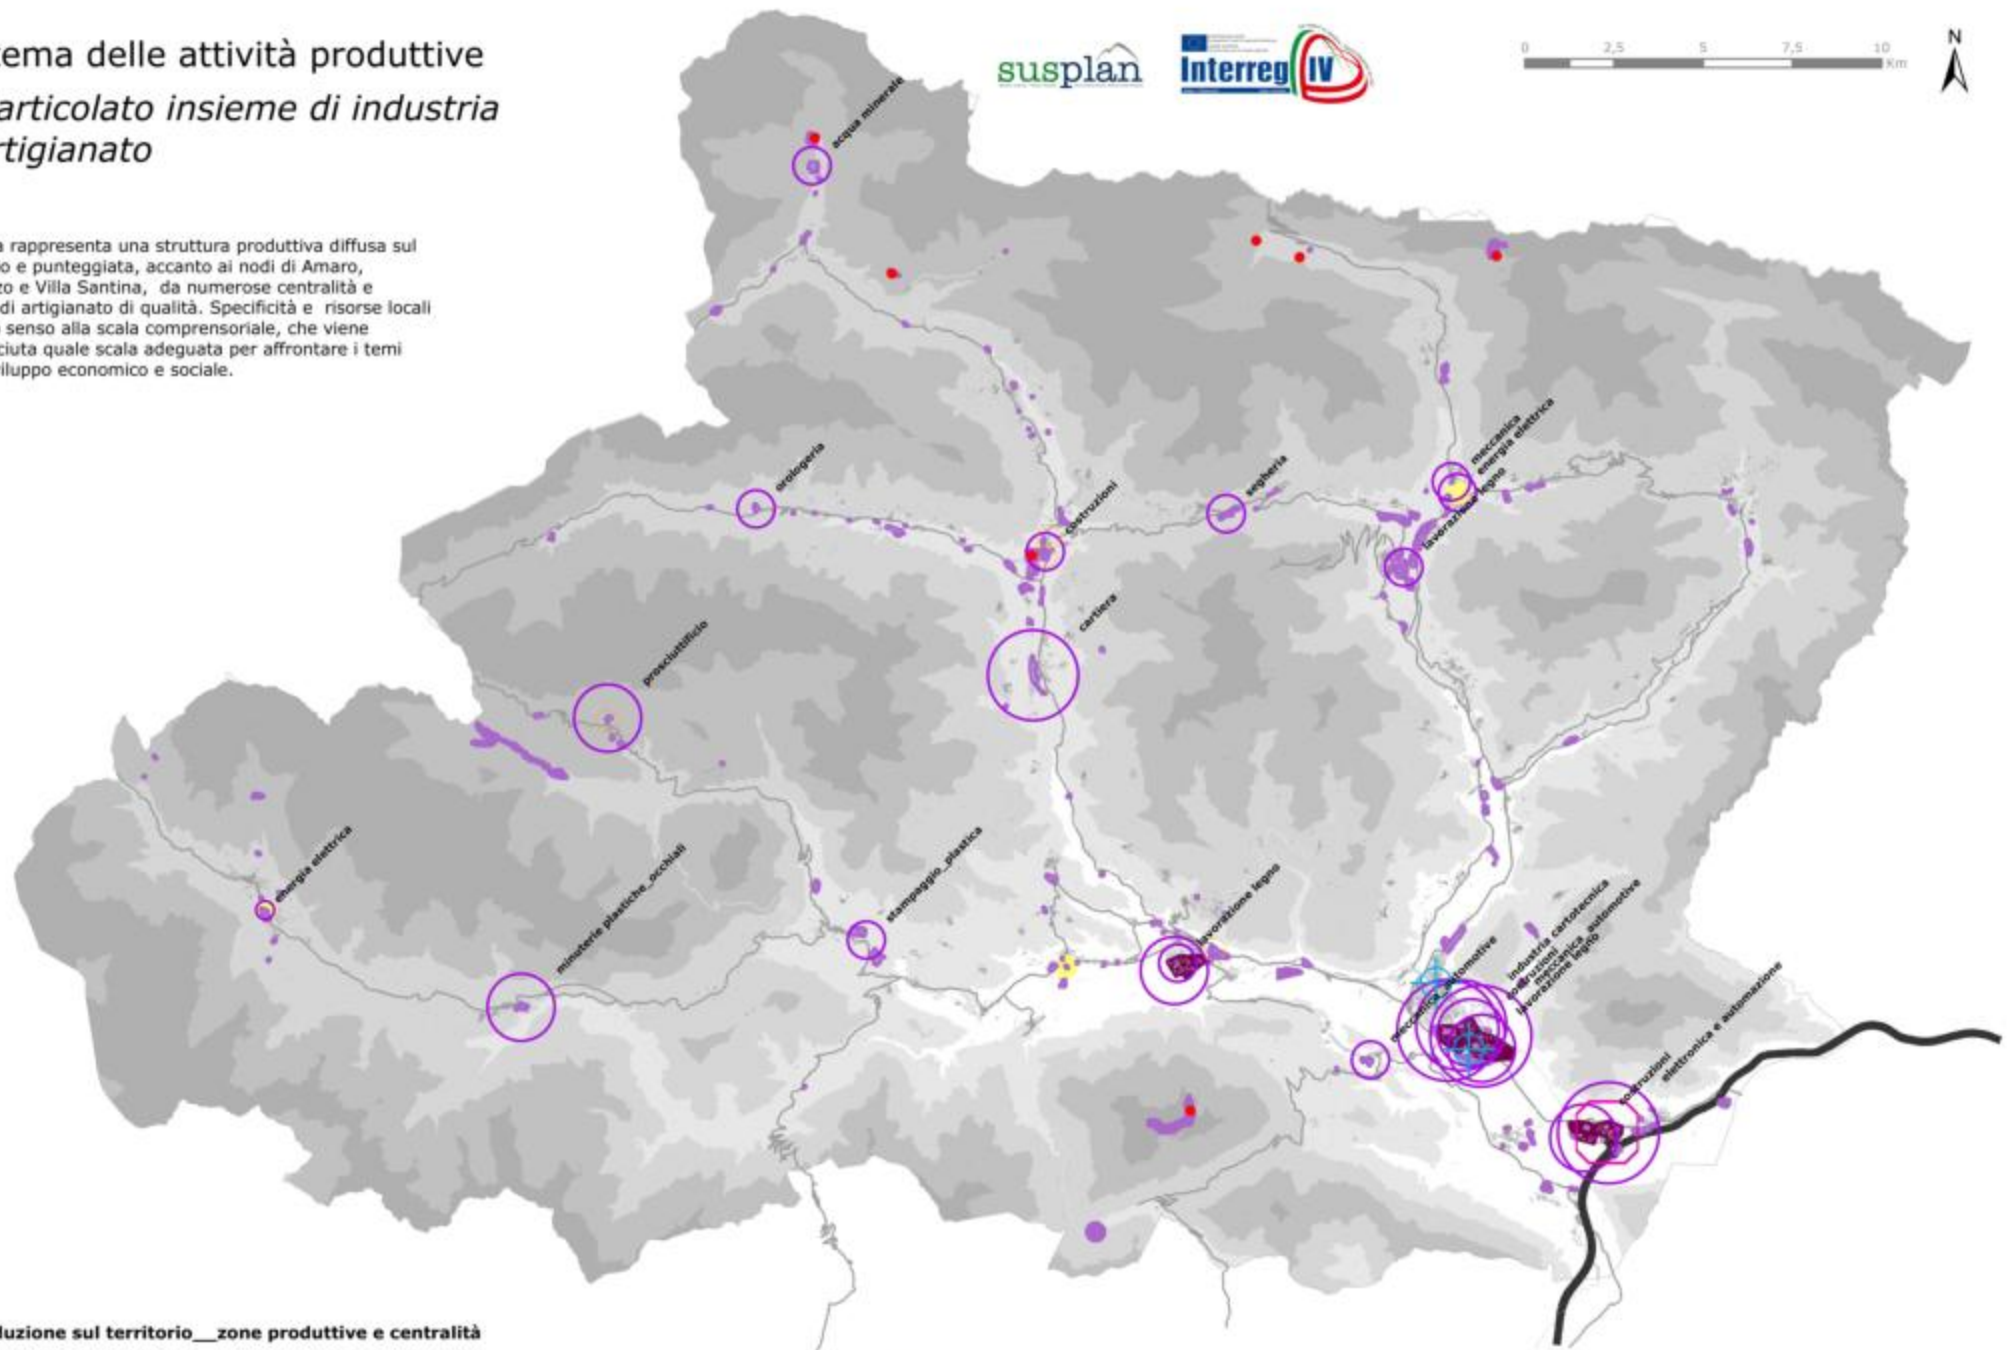 tema delle attività produttive
articolato insieme di industria
rtigianato
a rappresenta una struttura produttiva diffusa sul
o e punteggiata, accanto ai nodi di Amaro,
zo e Villa Santina, da numerose centralità e
di artigianato di qualità. Specificità e risorse locali
senso alla scala comprensoriale, che viene
ciuta quale scala adeguata per affrontare i temi
iluppo economico e sociale.
susplan
Interreg IV
0 2,5 5 7,5 10
Km
N
acqua minerale
orologeria
costruzioni
segheria
meccanica
energia elettrica
lavorazione legno
cartiera
prosciuttificio
energia elettrica
minuterie plastiche_occhiali
stampaggio_plastica
lavorazione legno
meccanica_automotive
industria cartotecnica
costruzioni
meccanica_automotive
lavorazione legno
costruzioni
elettronica e automazione
luzione sul territorio__zone produttive e centralità